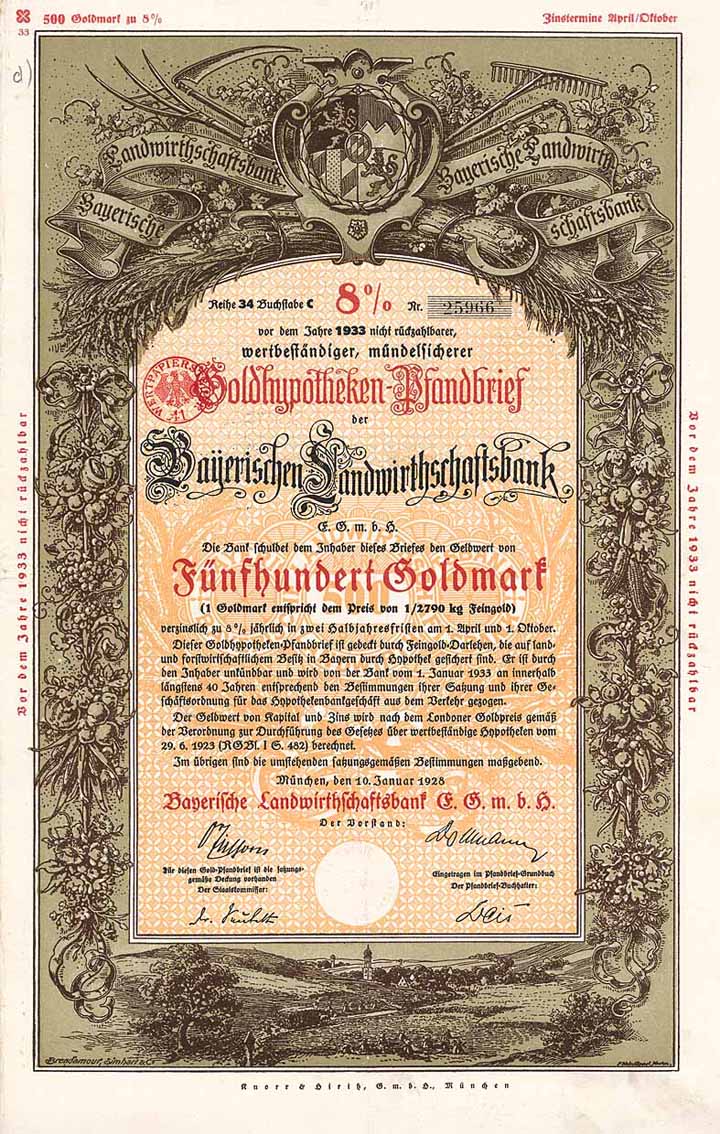 500 Goldmark zu 8%
Zinstermine April/Oktober
33
d)
Bayerische Landwirthschaftsbank
Bayerische Landwirthschaftsbank
Reihe 34 Buchstabe C 8% Nr. 25966
vor dem Jahre 1933 nicht rückzahlbarer,
wertbeständiger, mündelsicherer
Goldhypotheken-Pfandbrief
der
Bayerischen Landwirthschaftsbank
E. G. m. b. H.
Die Bank schuldet dem Inhaber dieses Briefes den Geldwert von
Fünfhundert Goldmark
(1 Goldmark entspricht dem Preis von 1/2790 kg Feingold)
verzinslich zu 8% jährlich in zwei Halbjahresfristen am 1. April und 1. Oktober.
Dieser Goldhypotheken-Pfandbrief ist gedeckt durch Feingold-Darlehen, die auf land-
und forstwirtschaftlichem Besitz in Bayern durch Hypothek gesichert sind. Er ist durch
den Inhaber unkündbar und wird von der Bank vom 1. Januar 1933 an innerhalb
längstens 40 Jahren entsprechend den Bestimmungen ihrer Satzung und ihrer Ge-
schäftsordnung für das Hypothekenbankgeschäft aus dem Verkehr gezogen.
Der Geldwert von Kapital und Zins wird nach dem Londoner Goldpreis gemäß
der Verordnung zur Durchführung des Gesetzes über wertbeständige Hypotheken vom
29. 6. 1923 (RGBl. I S. 482) berechnet.
Im übrigen sind die umstehenden satzungsgemäßen Bestimmungen maßgebend.
München, den 10. Januar 1928
Bayerische Landwirthschaftsbank E. G. m. b. H.
Der Vorstand:
Für diesen Gold-Pfandbrief ist die satzungs-
gemäße Deckung vorhanden
Der Staatskommissar:
Eingetragen im Pfandbrief-Grundbuch
Der Pfandbrief-Buchhalter:
Vor dem Jahre 1933 nicht rückzahlbar
Vor dem Jahre 1933 nicht rückzahlbar
Brendamour, Simhart & Co
Knorr & Hirth, G. m. b. H., München